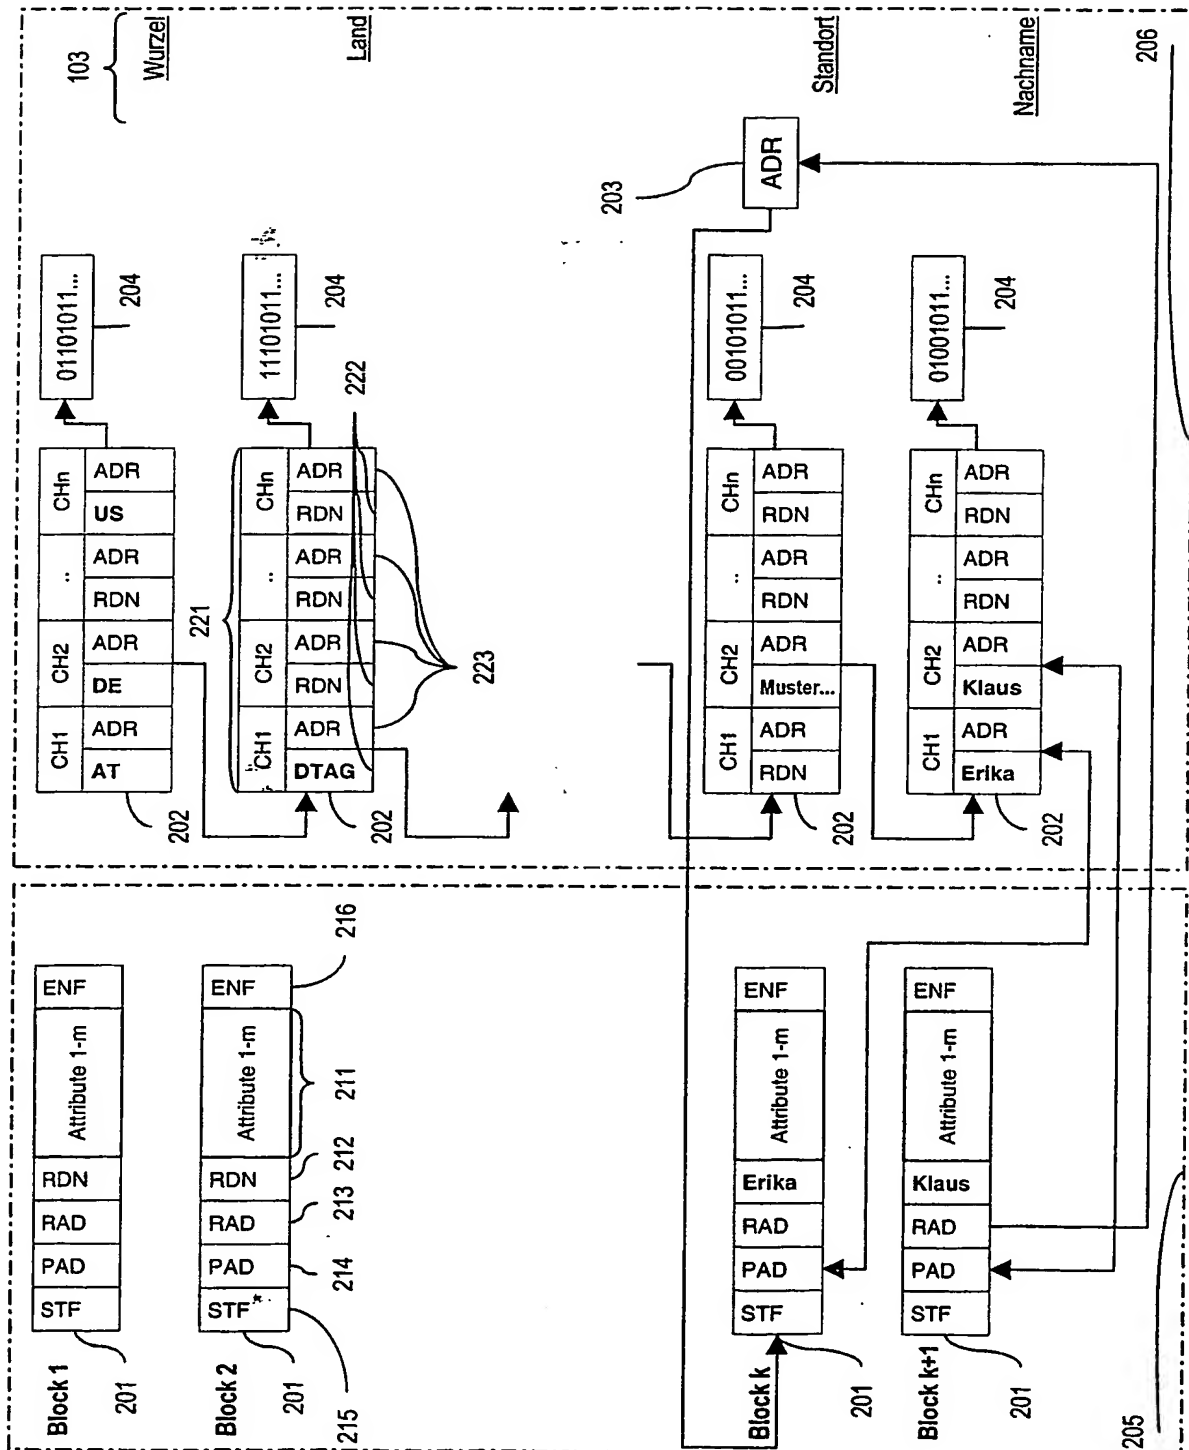 103
Wurzel
Land
Standort
Nachname
206
203
ADR
01101011...
204
11101011...
204
00101011...
204
01001011...
204
222
223
221
CH1 CH2 .. CHn
AT ADR DE ADR RDN ADR US ADR
202
CH1 CH2 .. CHn
DTAG ADR RDN ADR RDN ADR RDN ADR
202
CH1 CH2 .. CHn
RDN ADR Muster... ADR RDN ADR RDN ADR
202
CH1 CH2 .. CHn
Erika ADR Klaus ADR RDN ADR RDN ADR
202
Block 1
STF PAD RAD RDN Attribute 1-m ENF
201
Block 2
STF* PAD RAD RDN Attribute 1-m ENF
201
215
214
213
212
211
216
Block k
STF PAD RAD Erika Attribute 1-m ENF
201
Block k+1
STF PAD RAD Klaus Attribute 1-m ENF
201
205